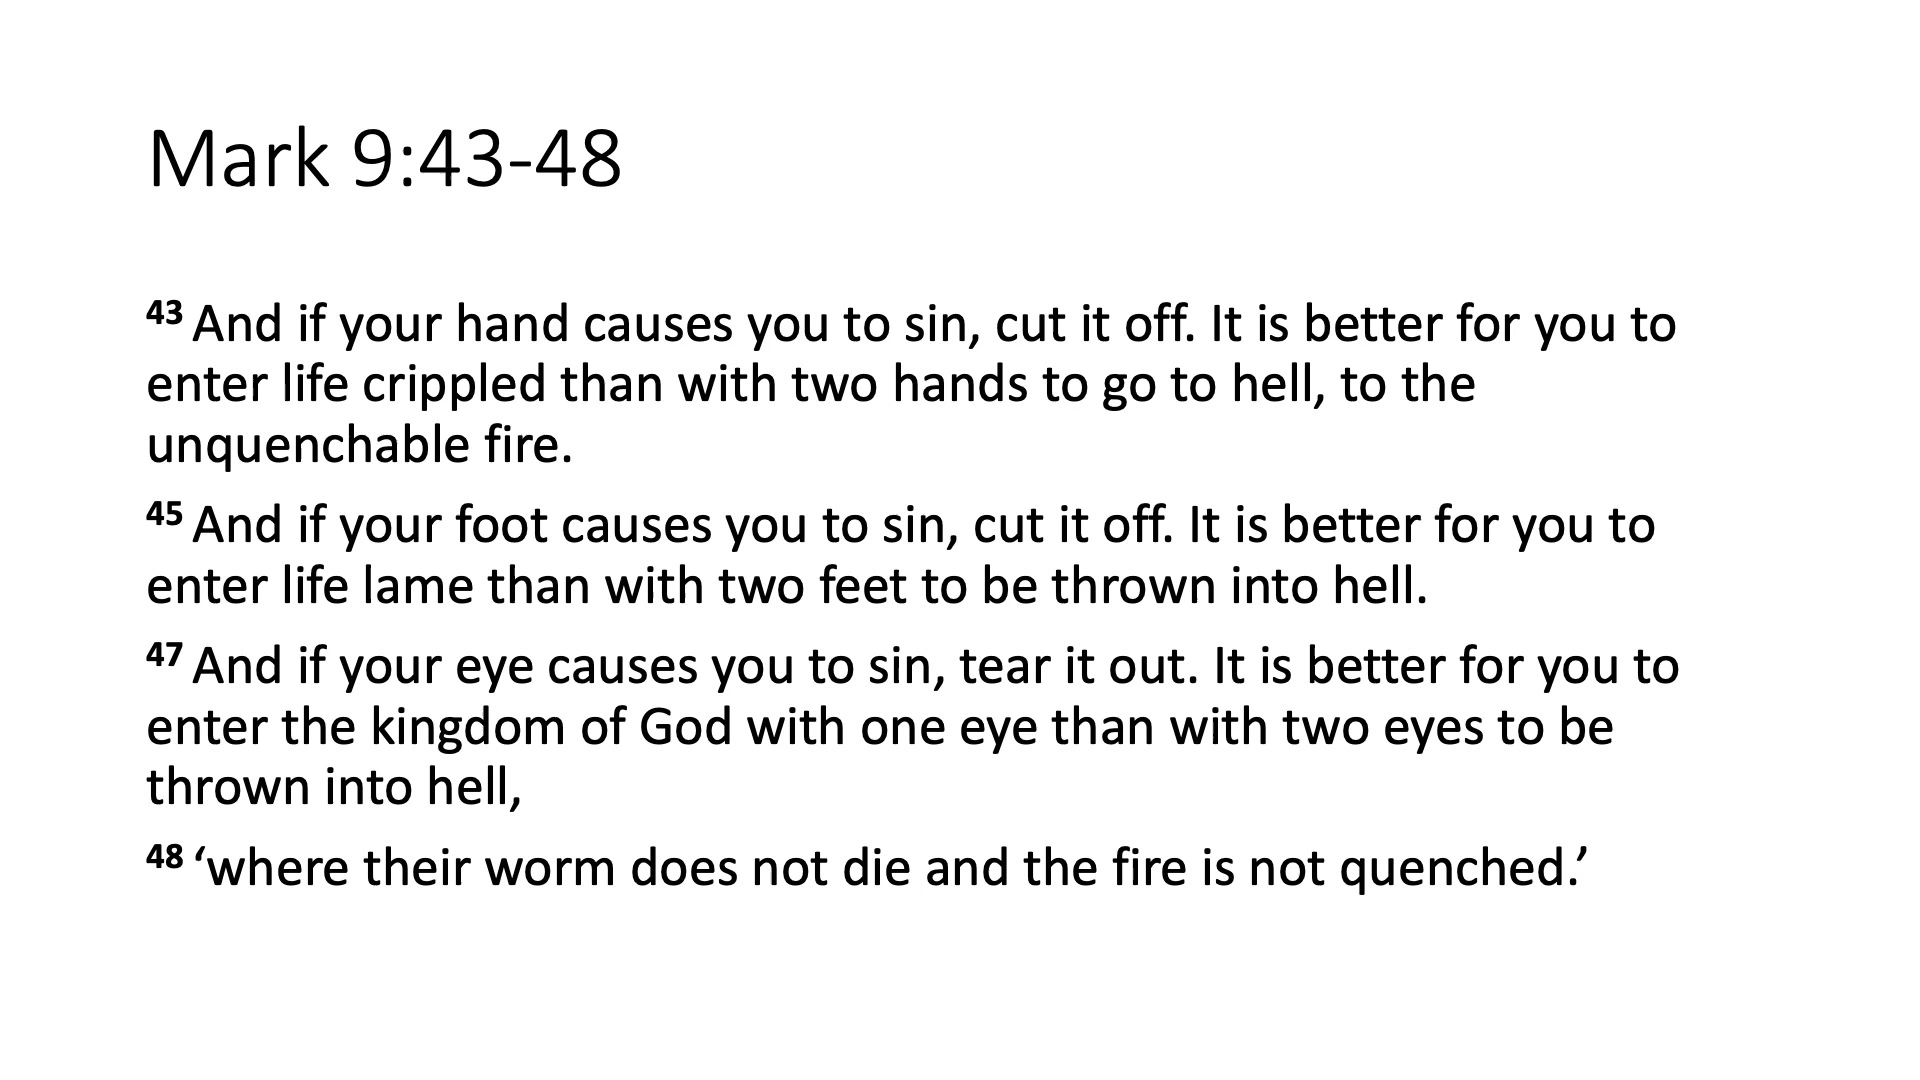 Mark 9:43-48
43 And if your hand causes you to sin, cut it off. It is better for you to
enter life crippled than with two hands to go to hell, to the
unquenchable fire.
45 And if your foot causes you to sin, cut it off. It is better for you to
enter life lame than with two feet to be thrown into hell.
47 And if your eye causes you to sin, tear it out. It is better for you to
enter the kingdom of God with one eye than with two eyes to be
thrown into hell,
48 ‘where their worm does not die and the fire is not quenched.’